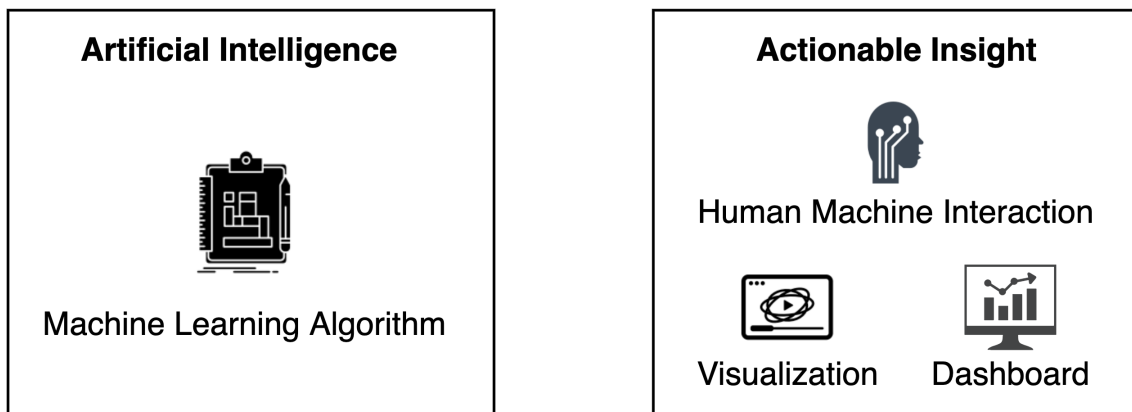 Artificial Intelligence
Machine Learning Algorithm
Actionable Insight
Human Machine Interaction
Visualization
Dashboard